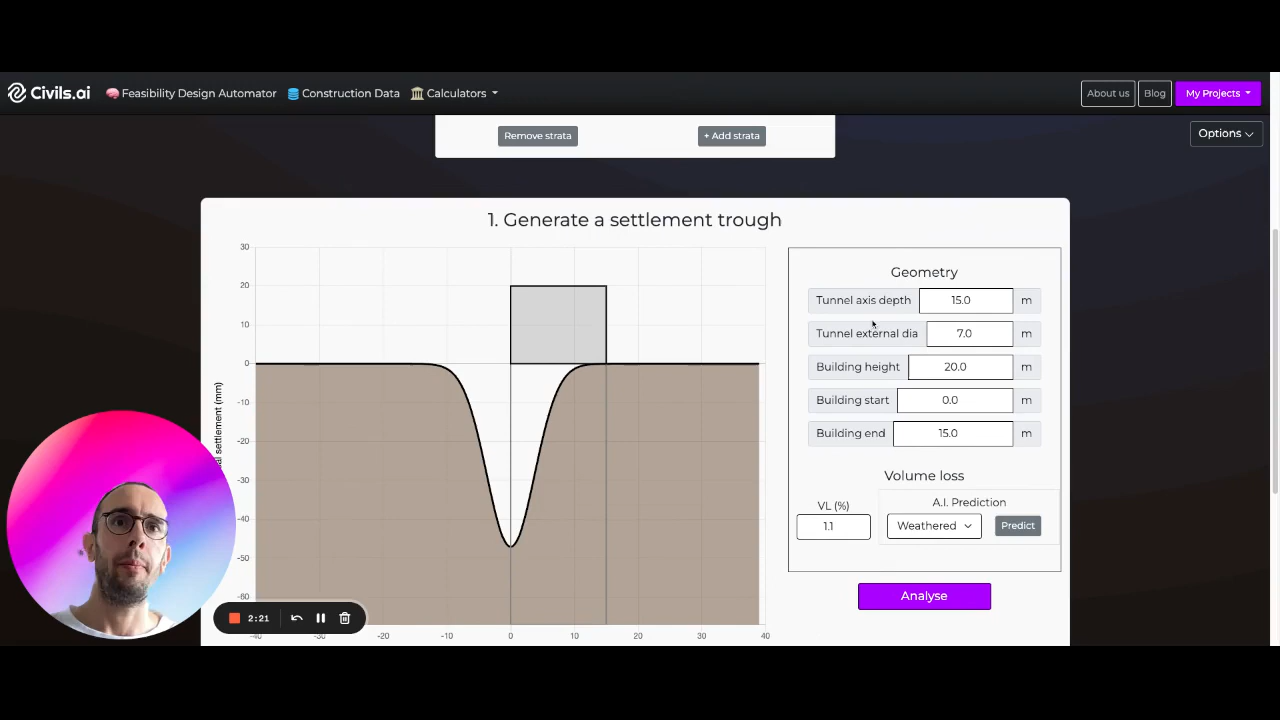 Civils.ai Feasibility Design Automator Construction Data Calculators About us Blog My Projects
Remove strata + Add strata Options
1. Generate a settlement trough
30
20
10
0
-10
-20
-30
-40
-50
-60
settlement (mm)
-40 -30 -20 -10 0 10 20 30 40
Geometry
Tunnel axis depth 15.0 m
Tunnel external dia 7.0 m
Building height 20.0 m
Building start 0.0 m
Building end 15.0 m
Volume loss
VL (%) A.I. Prediction
1.1 Weathered Predict
Analyse
2:21